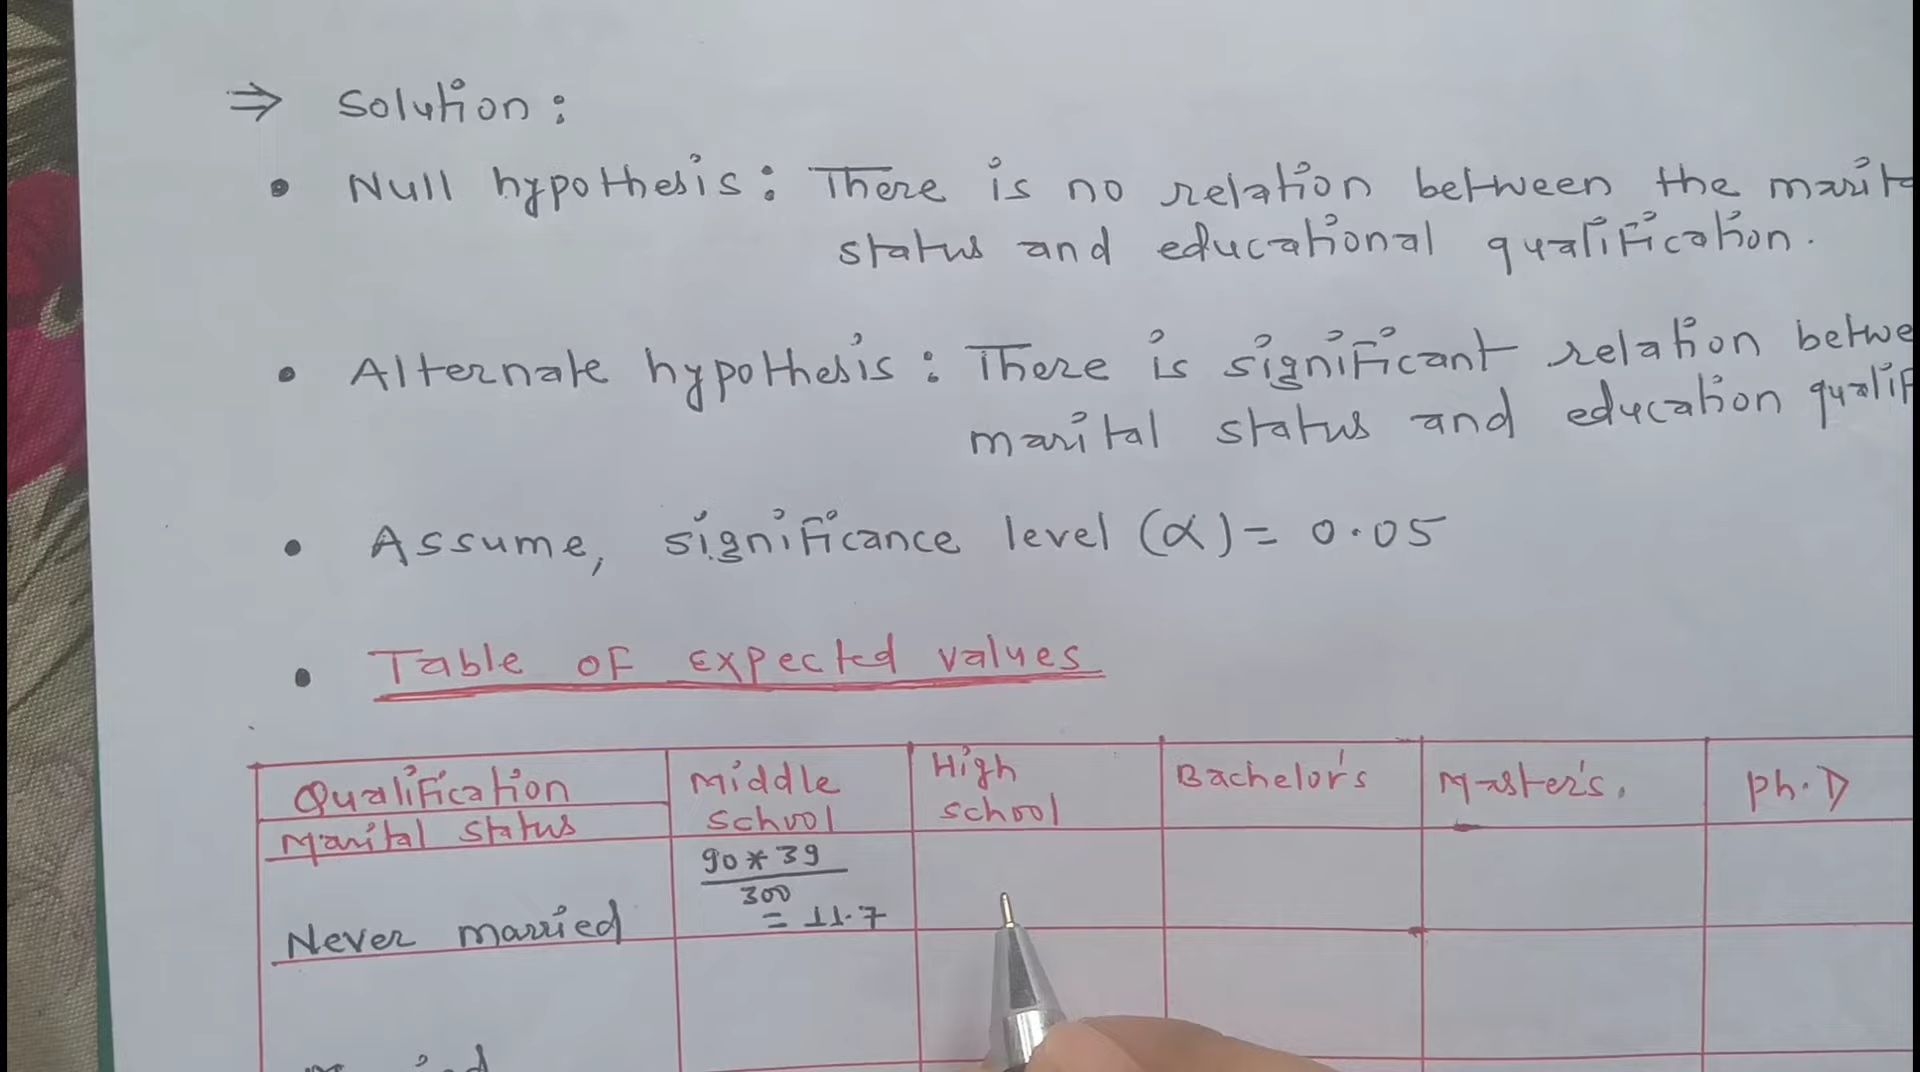 ⇒ Solution:
• Null hypothesis: There is no relation between the
status and educational qualification.
• Alternate hypothesis: There is significant relation
marital status and education
• Assume, significance level (α) = 0.05
• Table of expected values
Qualification
Marital status
Middle
school
High
school
Bachelor's
Master's.
Ph.D
Never married
90*39
300
= 11.7